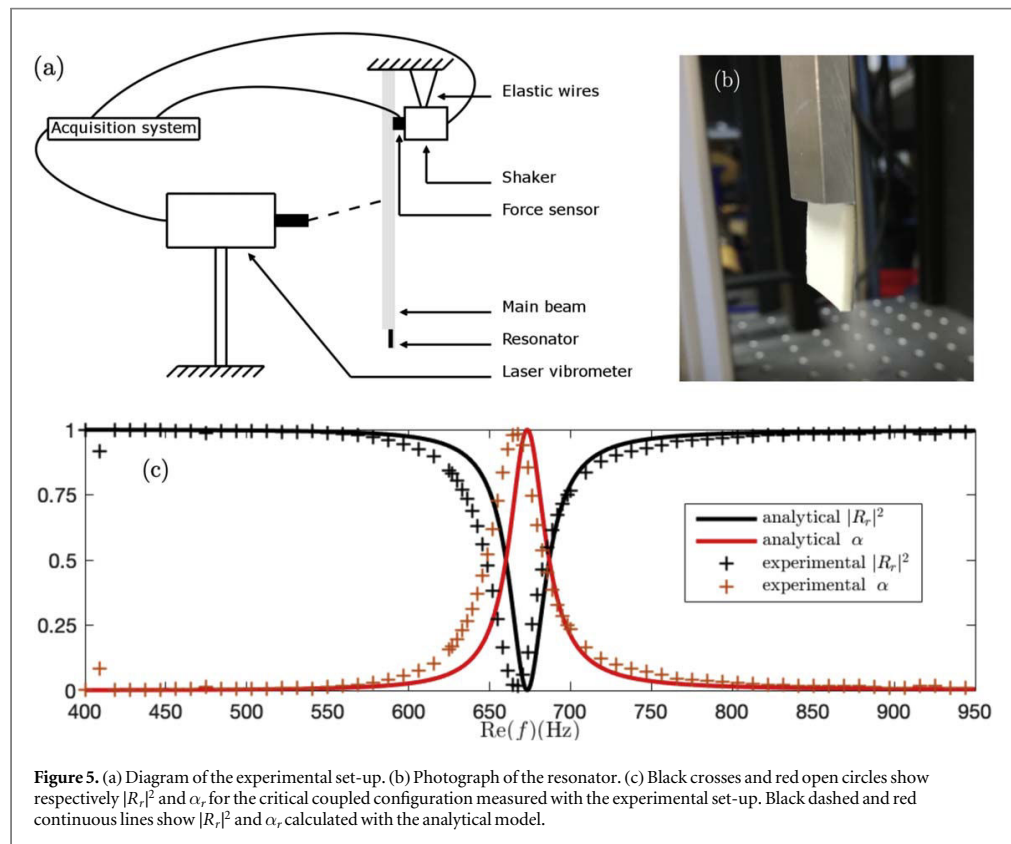 (a)
Elastic wires
Acquisition system
Shaker
Force sensor
Main beam
Resonator
Laser vibrometer
(b)
(c)
1
0.75
0.5
0.25
0
analytical |R_r|^2
analytical α
experimental |R_r|^2
experimental α
400 450 500 550 600 650 700 750 800 850 900 950
Re(f)(Hz)
Figure 5. (a) Diagram of the experimental set-up. (b) Photograph of the resonator. (c) Black crosses and red open circles show
respectively |R_r|^2 and α_r for the critical coupled configuration measured with the experimental set-up. Black dashed and red
continuous lines show |R_r|^2 and α_r calculated with the analytical model.